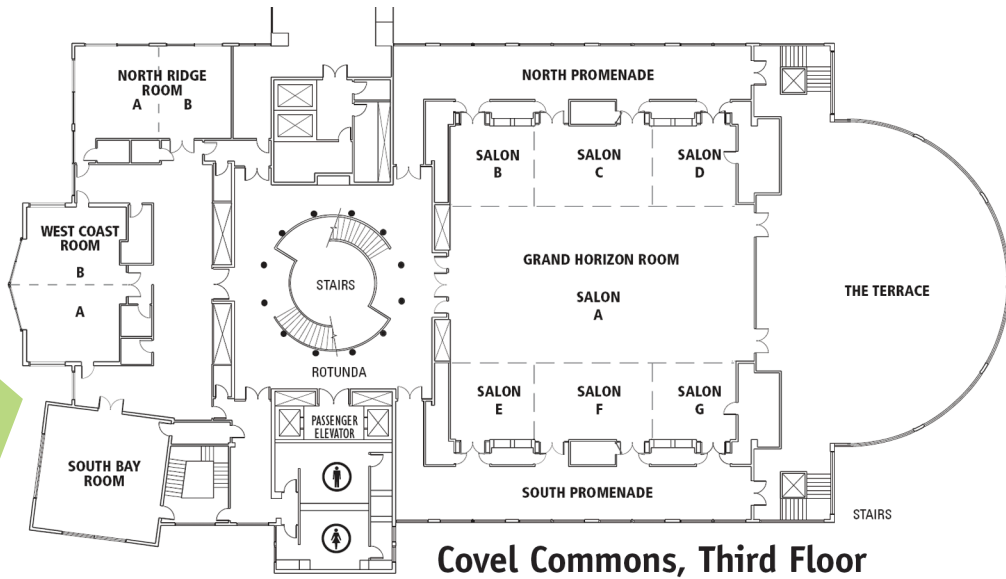 NORTH RIDGE
ROOM
A B
NORTH PROMENADE
SALON
B
SALON
C
SALON
D
WEST COAST
ROOM
B
A
STAIRS
GRAND HORIZON ROOM
SALON
A
THE TERRACE
ROTUNDA
SALON
E
SALON
F
SALON
G
PASSENGER
ELEVATOR
SOUTH BAY
ROOM
SOUTH PROMENADE
STAIRS
Covel Commons, Third Floor